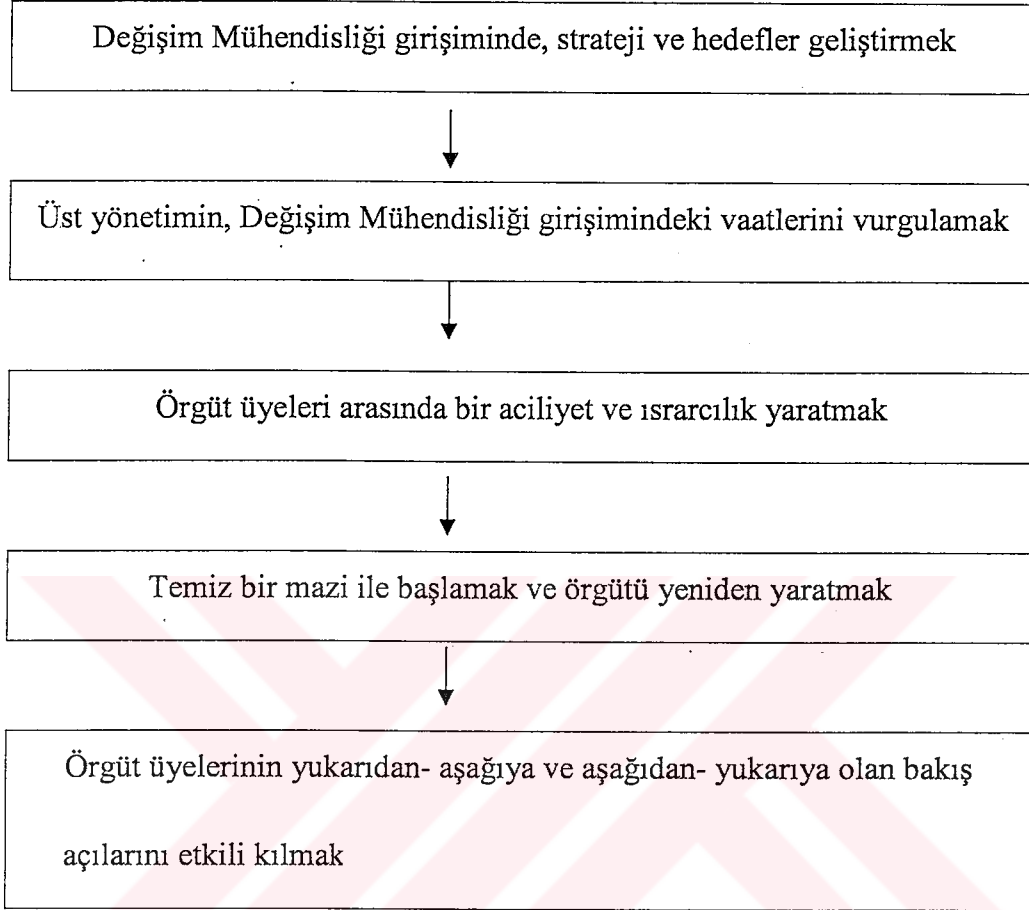 Değişim Mühendisliği girişiminde, strateji ve hedefler geliştirmek
Üst yönetimin, Değişim Mühendisliği girişimindeki vaatlerini vurgulamak
Örgüt üyeleri arasında bir aciliyet ve ısrarcılık yaratmak
Temiz bir mazi ile başlamak ve örgütü yeniden yaratmak
Örgüt üyelerinin yukarıdan- aşağıya ve aşağıdan- yukarıya olan bakış
açılarını etkili kılmak